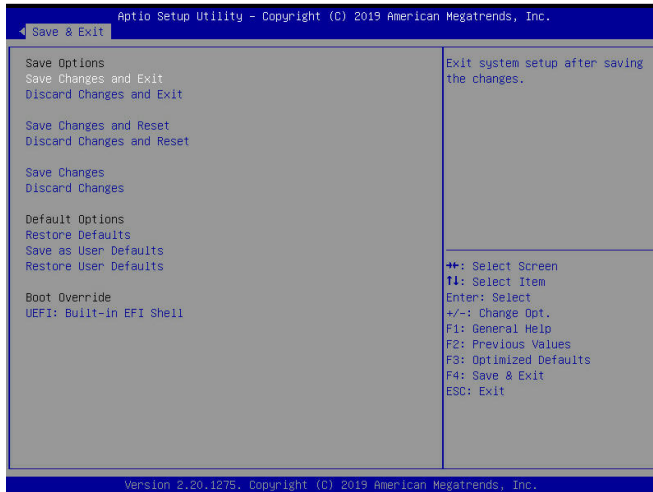 Aptio Setup Utility – Copyright (C) 2019 American Megatrends, Inc.
Save & Exit
Save Options
Save Changes and Exit
Discard Changes and Exit
Save Changes and Reset
Discard Changes and Reset
Save Changes
Discard Changes
Default Options
Restore Defaults
Save as User Defaults
Restore User Defaults
Boot Override
UEFI: Built-in EFI Shell
Exit system setup after saving
the changes.
→←: Select Screen
↑↓: Select Item
Enter: Select
+/-: Change Opt.
F1: General Help
F2: Previous Values
F3: Optimized Defaults
F4: Save & Exit
ESC: Exit
Version 2.20.1275. Copyright (C) 2019 American Megatrends, Inc.